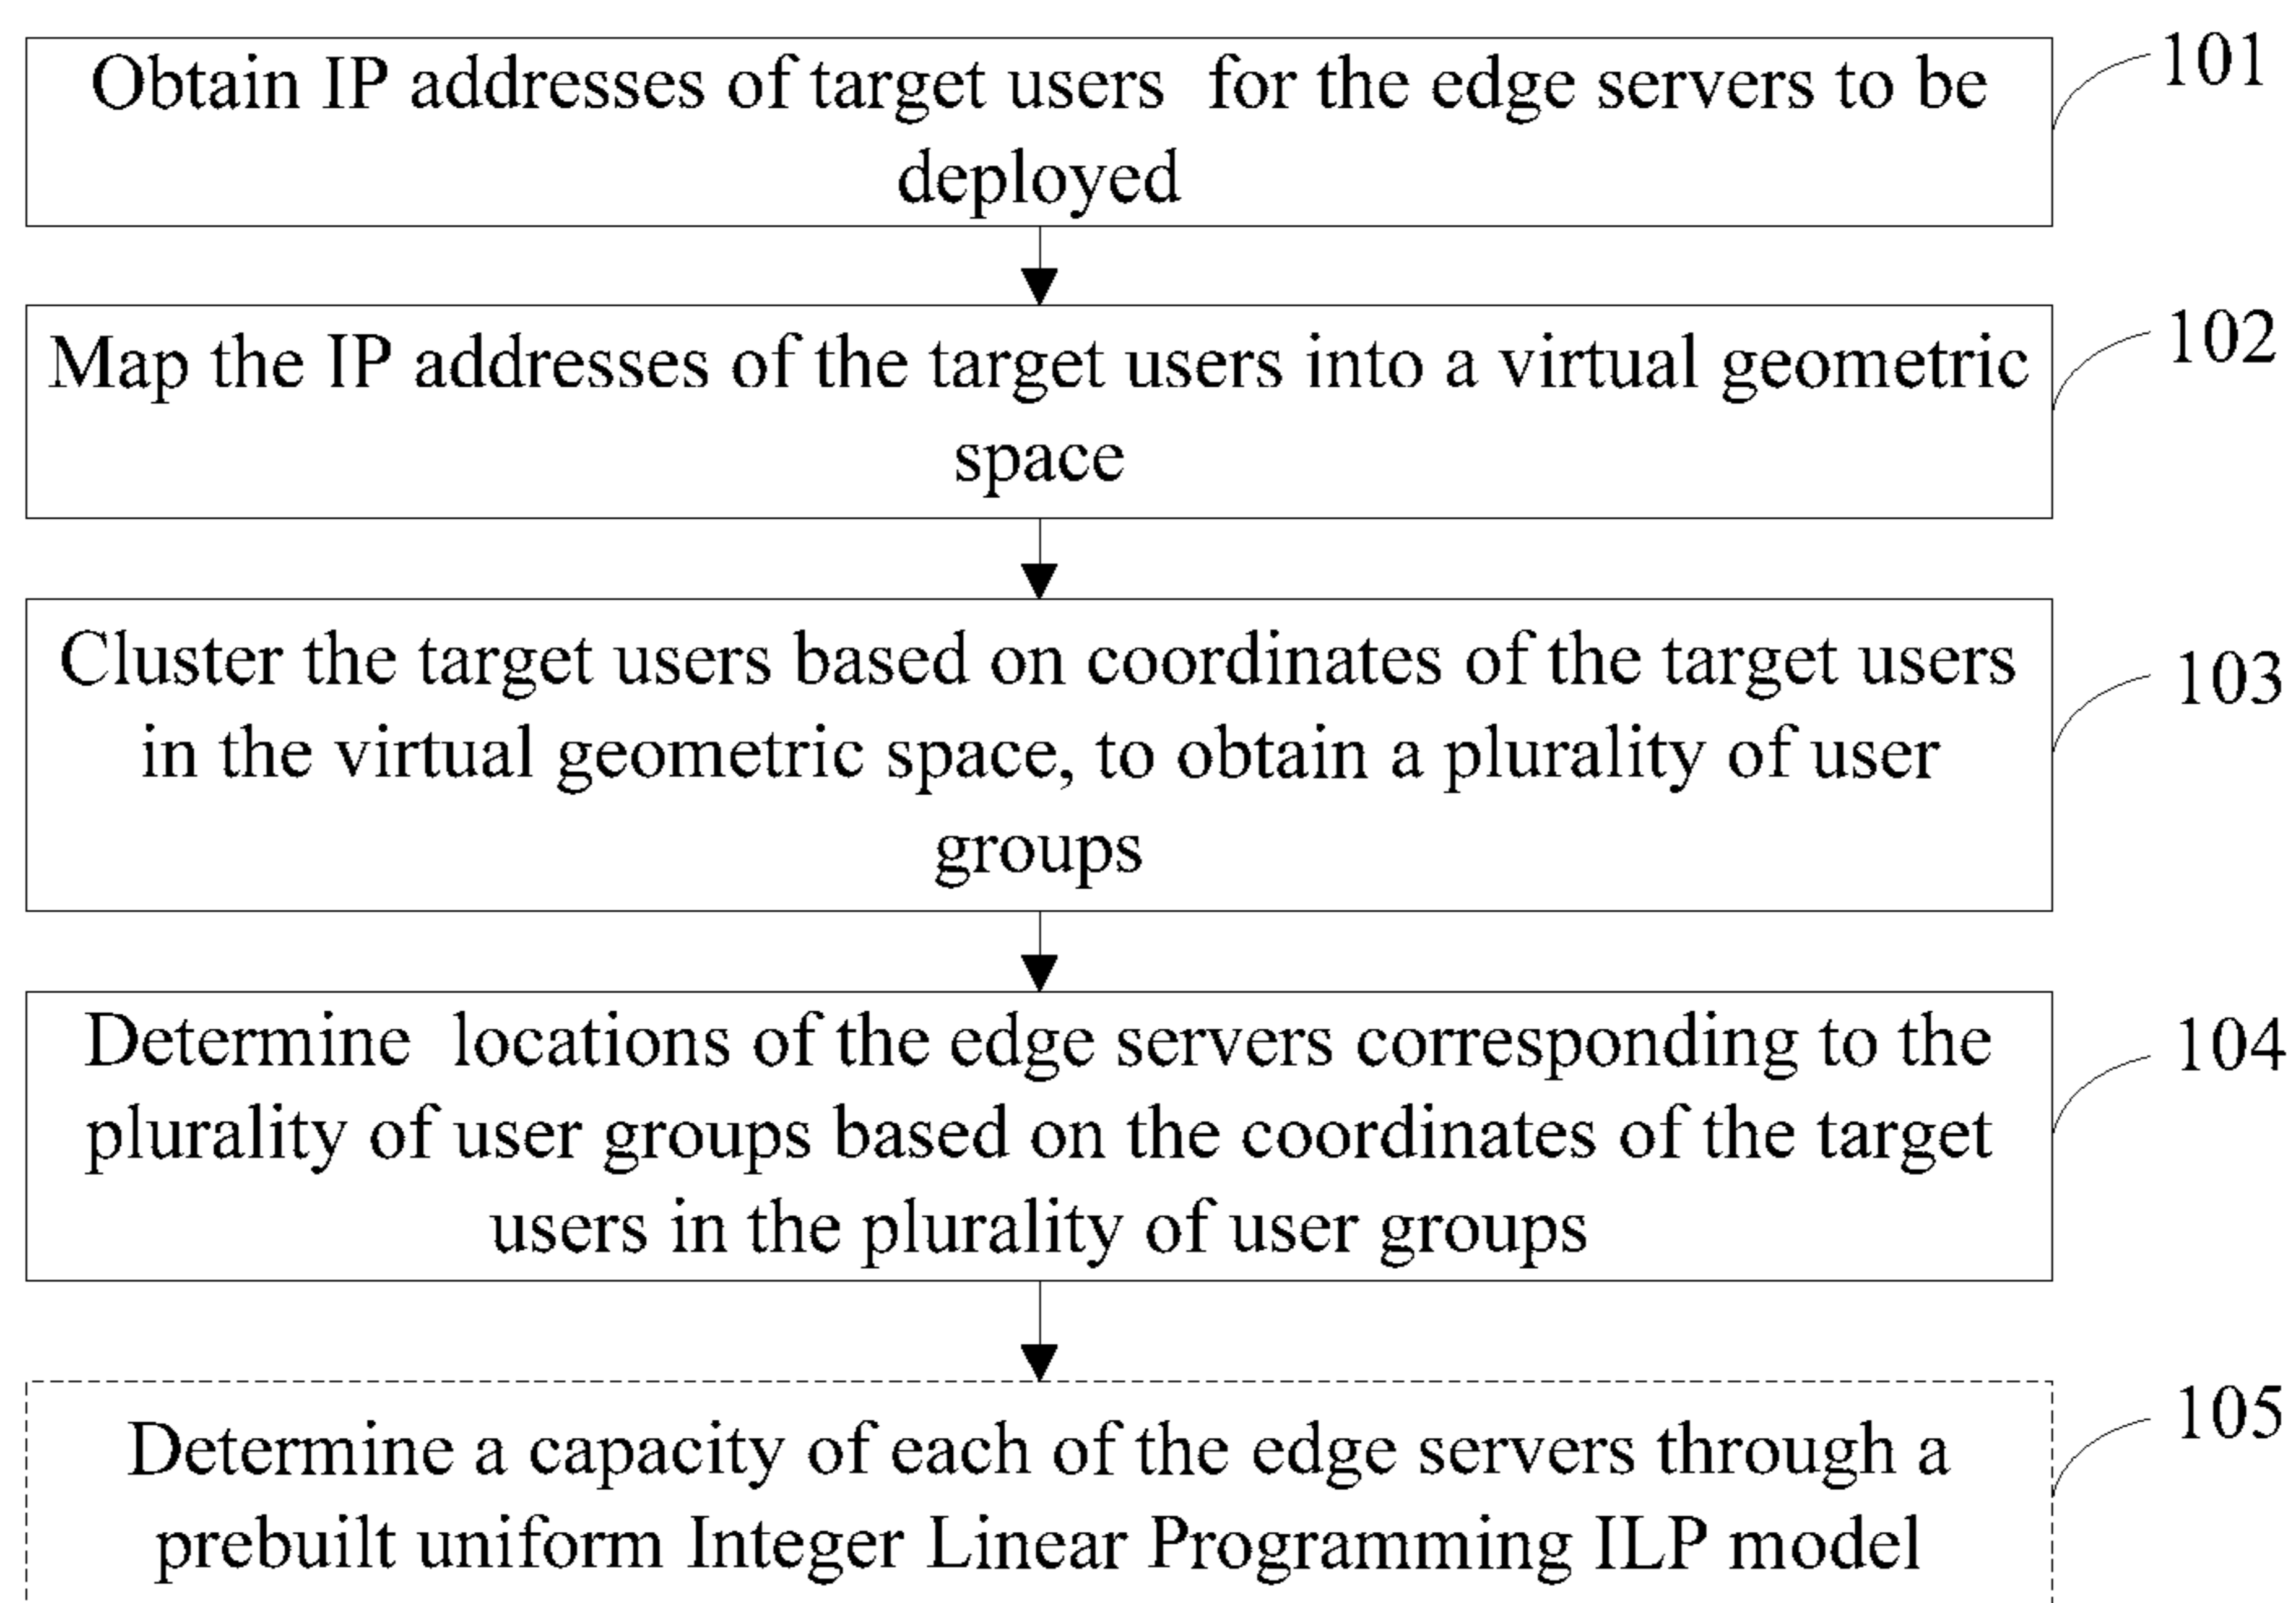 Obtain IP addresses of target users for the edge servers to be
deployed
101
Map the IP addresses of the target users into a virtual geometric
space
102
Cluster the target users based on coordinates of the target users
in the virtual geometric space, to obtain a plurality of user
groups
103
Determine locations of the edge servers corresponding to the
plurality of user groups based on the coordinates of the target
users in the plurality of user groups
104
Determine a capacity of each of the edge servers through a
prebuilt uniform Integer Linear Programming ILP model
105